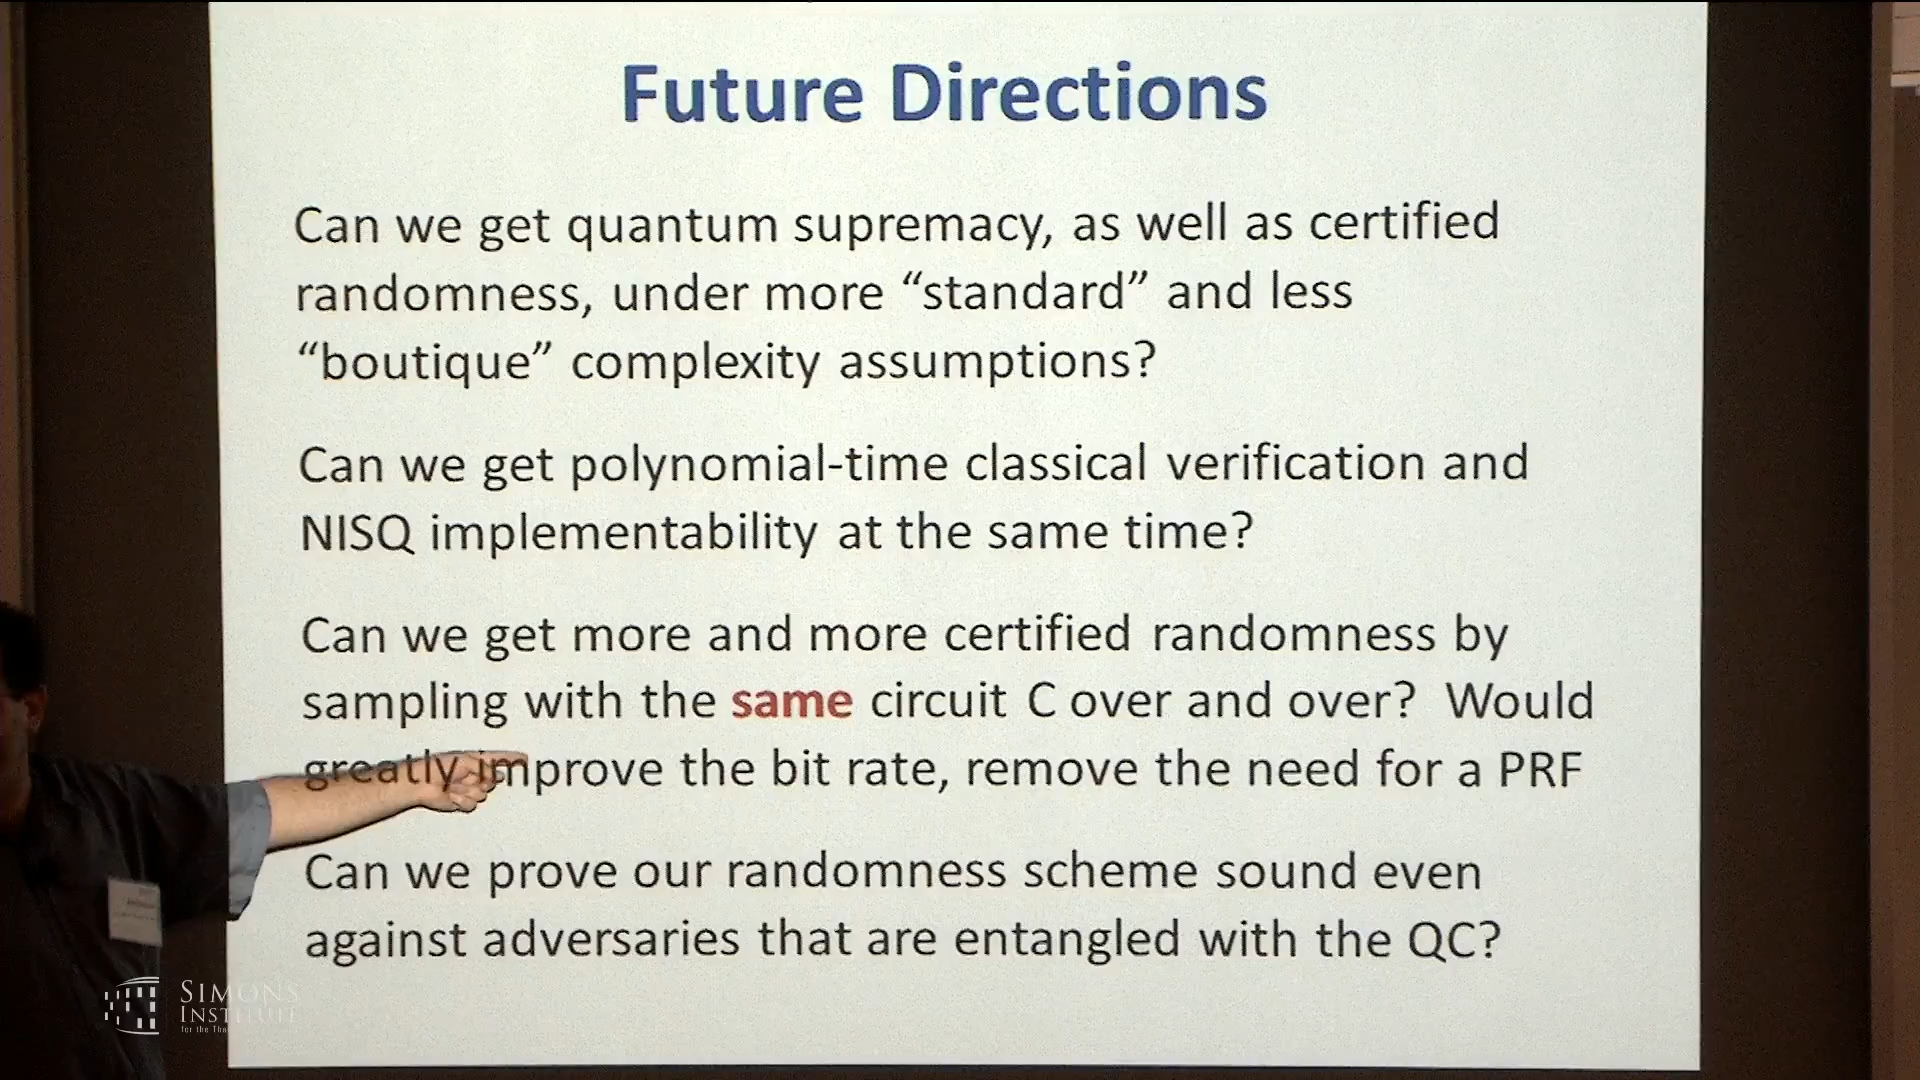 Future Directions
Can we get quantum supremacy, as well as certified
randomness, under more “standard” and less
“boutique” complexity assumptions?
Can we get polynomial-time classical verification and
NISQ implementability at the same time?
Can we get more and more certified randomness by
sampling with the same circuit C over and over? Would
greatly improve the bit rate, remove the need for a PRF
Can we prove our randomness scheme sound even
against adversaries that are entangled with the QC?
SIMONS
INSTITUTE
for the